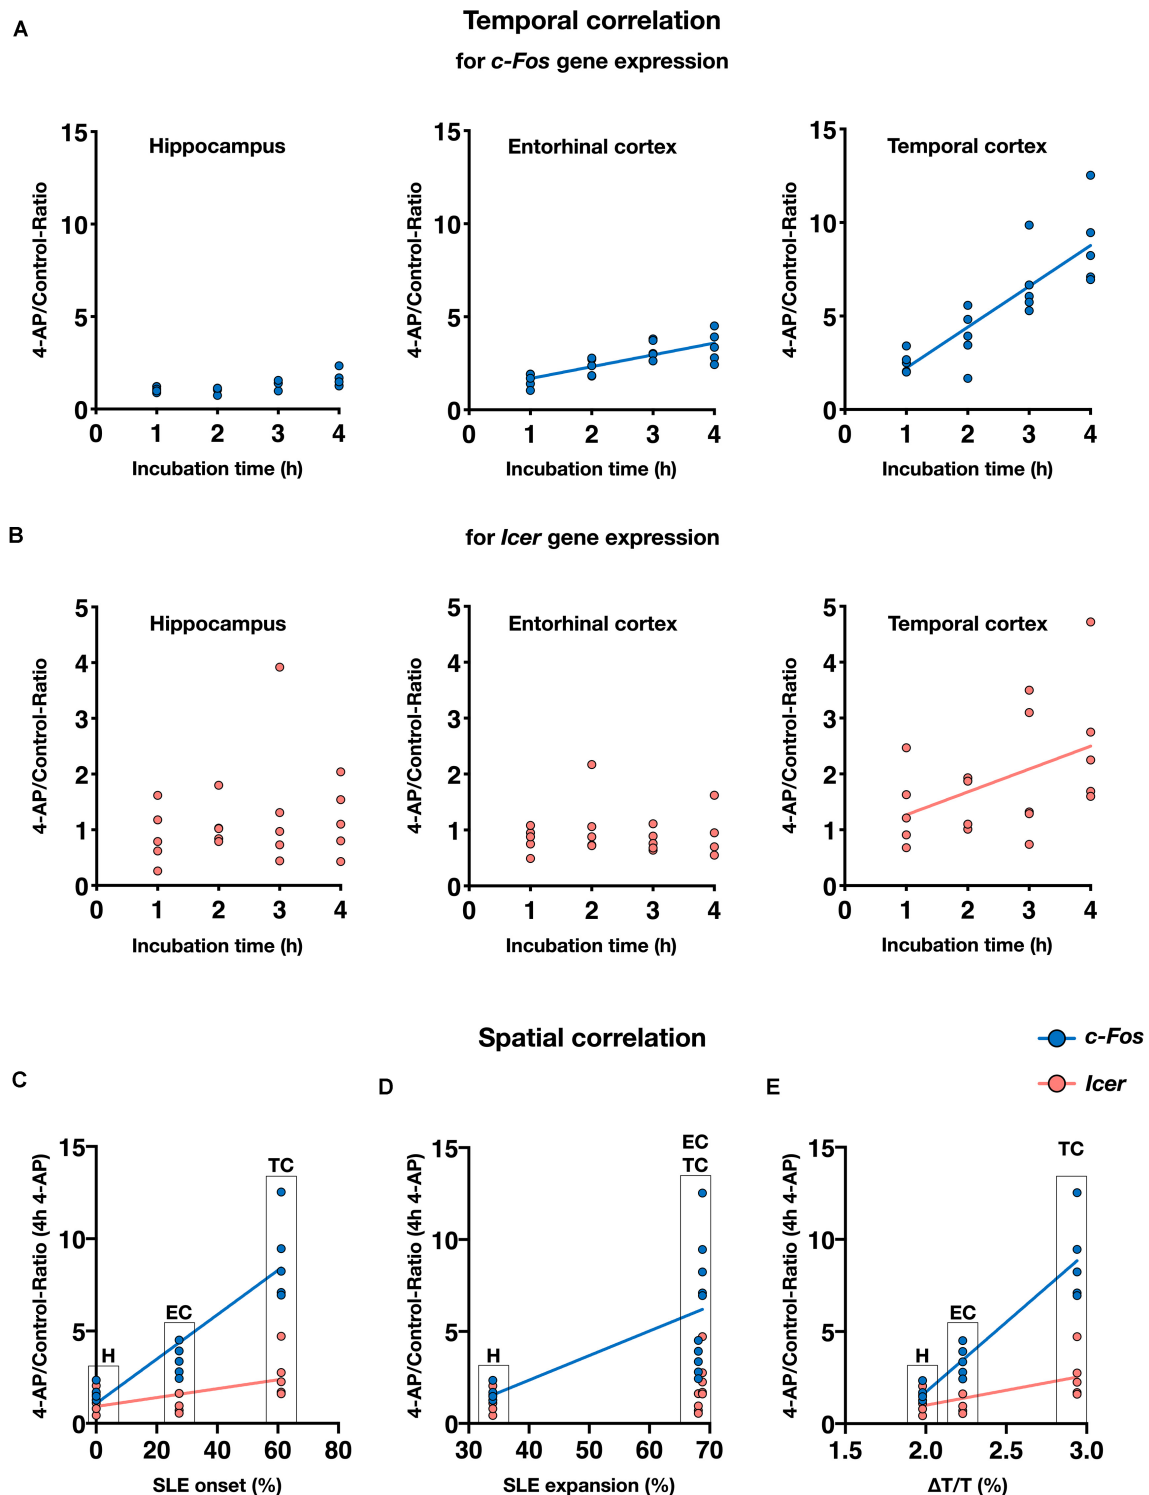 A
Temporal correlation
for c-Fos gene expression
Hippocampus
Entorhinal cortex
Temporal cortex
4-AP/Control-Ratio
15
10
5
0
0 1 2 3 4
Incubation time (h)
4-AP/Control-Ratio
15
10
5
0
0 1 2 3 4
Incubation time (h)
4-AP/Control-Ratio
15
10
5
0
0 1 2 3 4
Incubation time (h)
B
for Icer gene expression
Hippocampus
Entorhinal cortex
Temporal cortex
4-AP/Control-Ratio
5
4
3
2
1
0
0 1 2 3 4
Incubation time (h)
4-AP/Control-Ratio
5
4
3
2
1
0
0 1 2 3 4
Incubation time (h)
4-AP/Control-Ratio
5
4
3
2
1
0
0 1 2 3 4
Incubation time (h)
Spatial correlation
c-Fos
Icer
C
4-AP/Control-Ratio (4h 4-AP)
15
10
5
0
H
EC
TC
0 20 40 60 80
SLE onset (%)
D
4-AP/Control-Ratio (4h 4-AP)
15
10
5
0
H
EC
TC
30 40 50 60 70
SLE expansion (%)
E
4-AP/Control-Ratio (4h 4-AP)
15
10
5
0
H
EC
TC
1.5 2.0 2.5 3.0
ΔT/T (%)